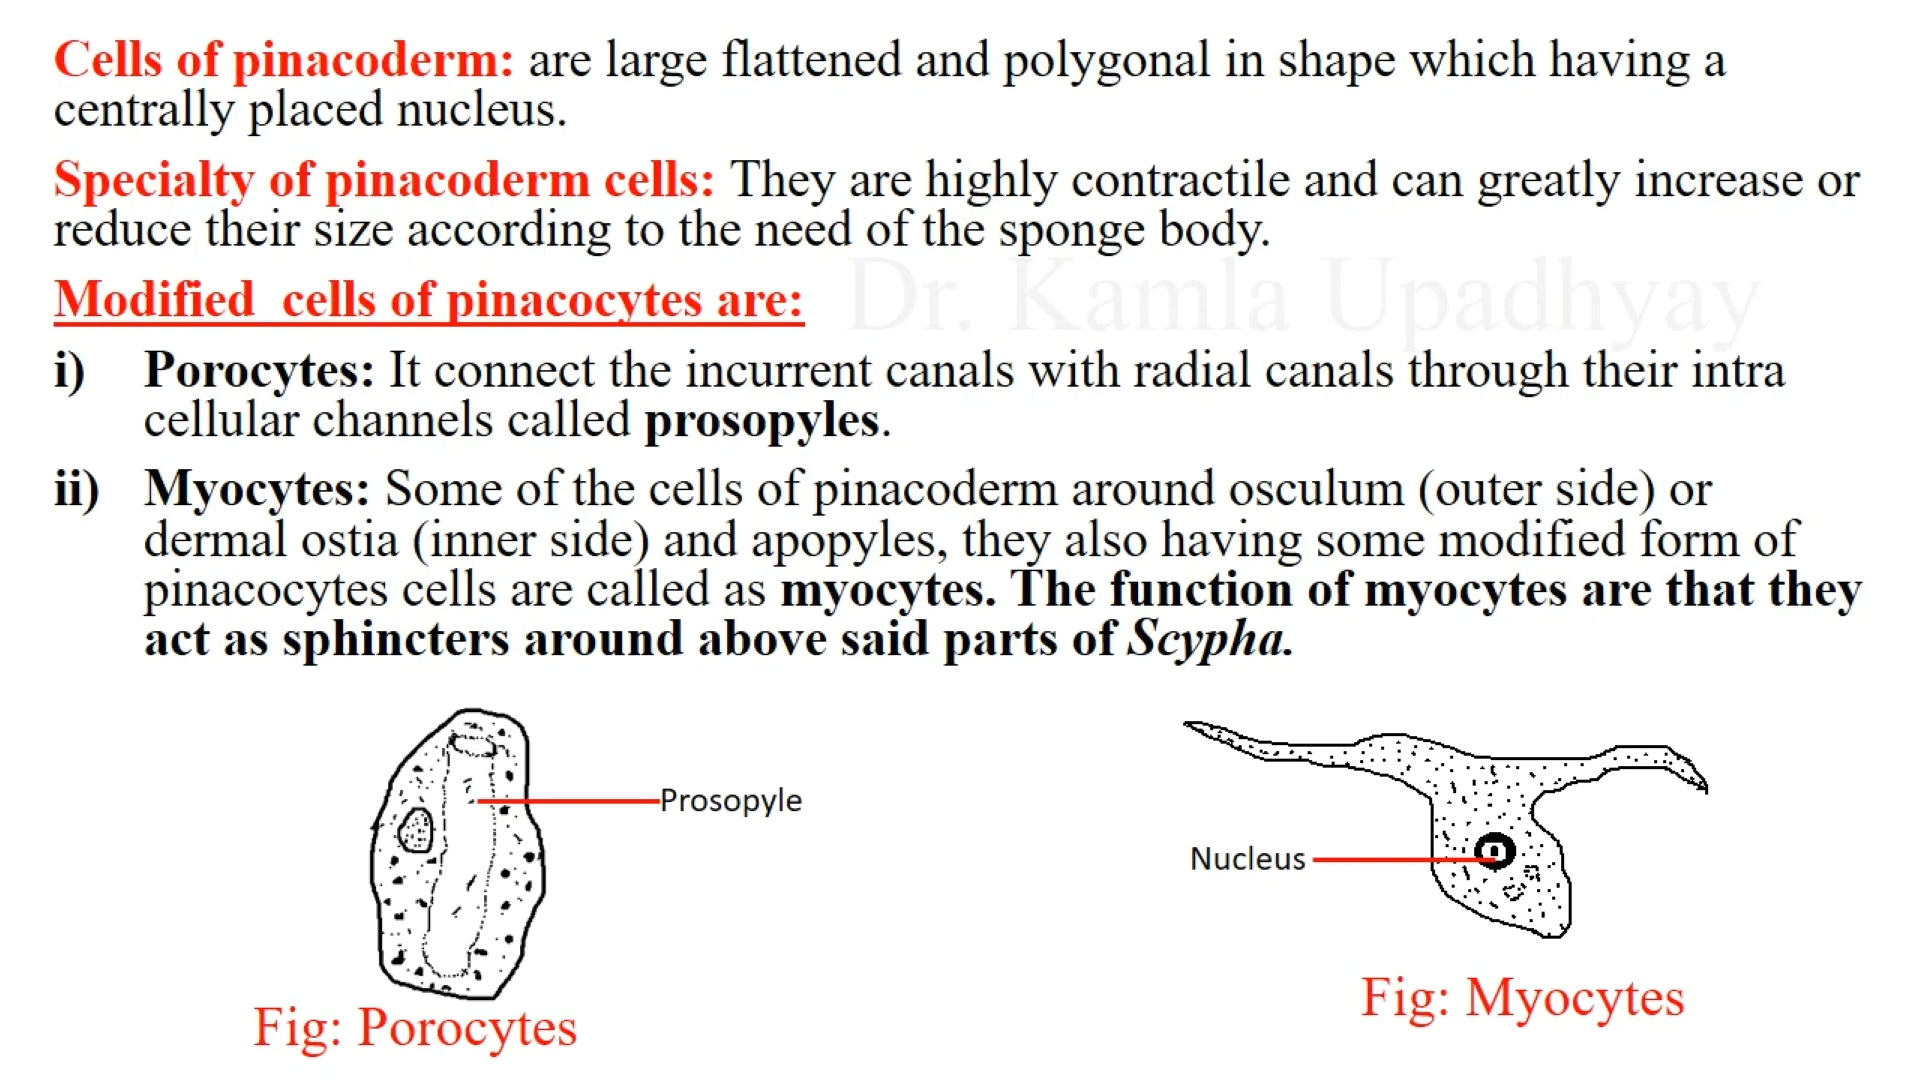 Cells of pinacoderm: are large flattened and polygonal in shape which having a
centrally placed nucleus.
Specialty of pinacoderm cells: They are highly contractile and can greatly increase or
reduce their size according to the need of the sponge body.
Dr. Kamla Upadhyay
Modified cells of pinacocytes are:
i) Porocytes: It connect the incurrent canals with radial canals through their intra
cellular channels called prosopyles.
ii) Myocytes: Some of the cells of pinacoderm around osculum (outer side) or
dermal ostia (inner side) and apopyles, they also having some modified form of
pinacocytes cells are called as myocytes. The function of myocytes are that they
act as sphincters around above said parts of Scypha.
Prosopyle
Nucleus
Fig: Porocytes
Fig: Myocytes